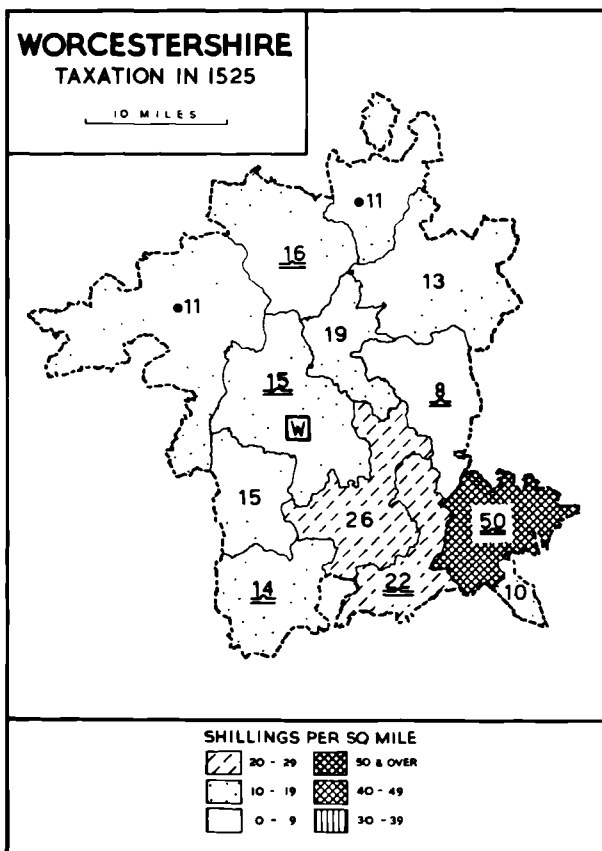 WORCESTERSHIRE
TAXATION IN 1525
10 MILES
11
16
13
11
19
15
8
W
15
26
50
22
14
10
SHILLINGS PER SQ MILE
20 - 29 50 & OVER
10 - 19 40 - 49
0 - 9 30 - 39